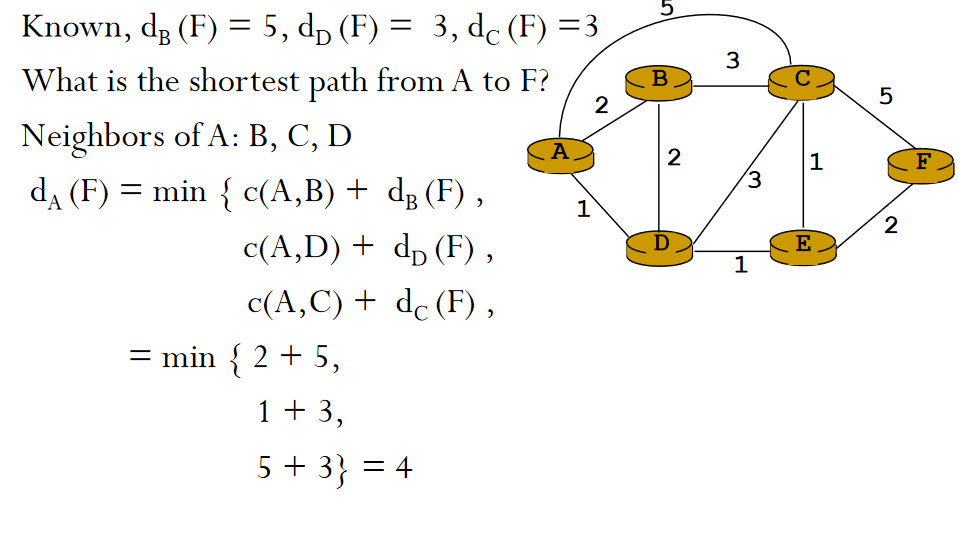 Known, d_B (F) = 5, d_D (F) = 3, d_C (F) =3
What is the shortest path from A to F?
Neighbors of A: B, C, D
d_A (F) = min { c(A,B) + d_B (F) ,
c(A,D) + d_D (F) ,
c(A,C) + d_C (F) ,
= min { 2 + 5,
1 + 3,
5 + 3} = 4
5
3
B
C
5
2
A
2
1
F
3
1
2
D
E
1